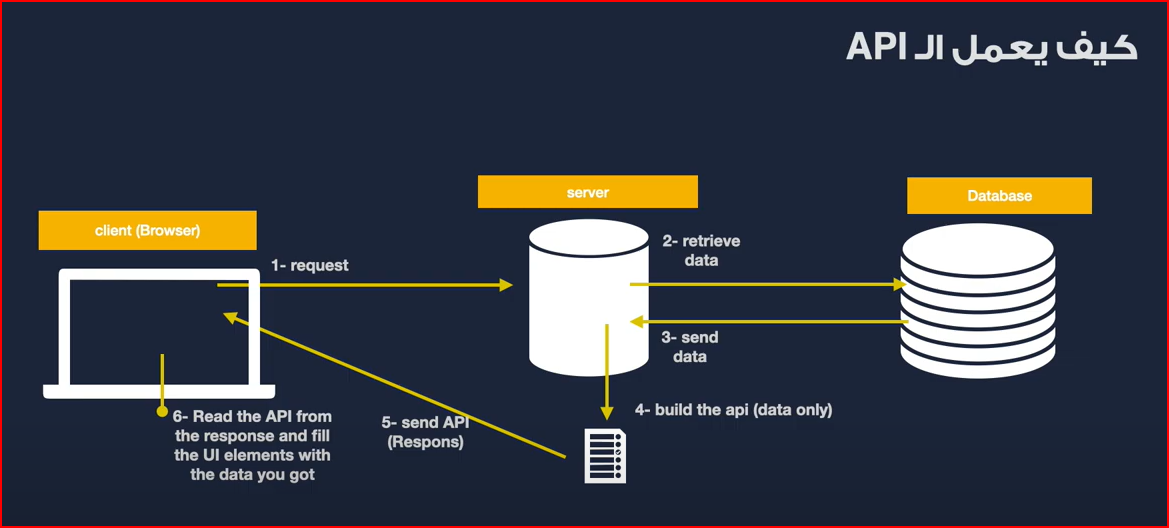 كيف يعمل الـ API
server
Database
client (Browser)
1- request
2- retrieve
data
3- send
data
4- build the api (data only)
5- send API
(Respons)
6- Read the API from
the response and fill
the UI elements with
the data you got